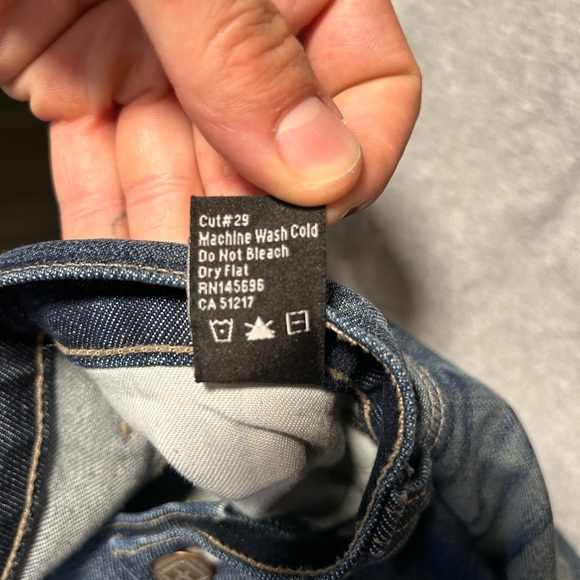 Cut#29
Machine Wash Cold
Do Not Bleach
Dry Flat
RN145696
CA 51217